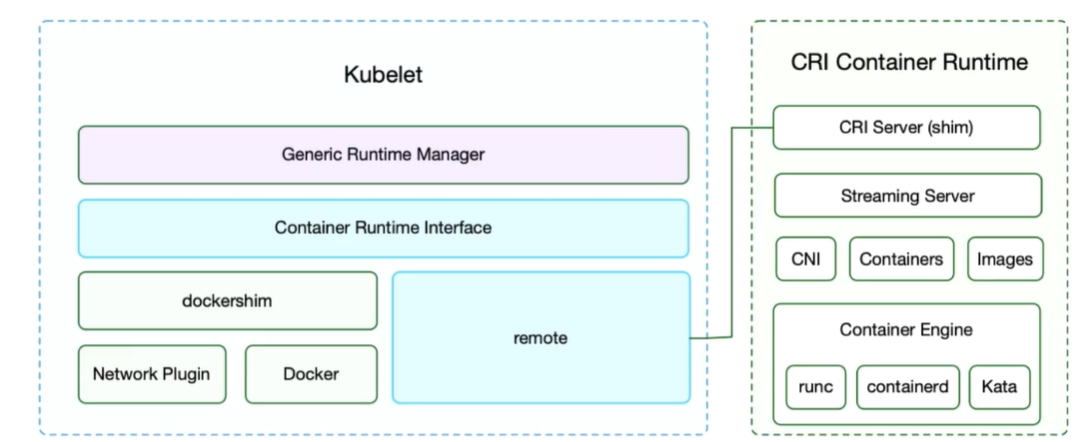 Kubelet
Generic Runtime Manager
Container Runtime Interface
dockershim
Network Plugin
Docker
remote
CRI Container Runtime
CRI Server (shim)
Streaming Server
CNI
Containers
Images
Container Engine
runc
containerd
Kata